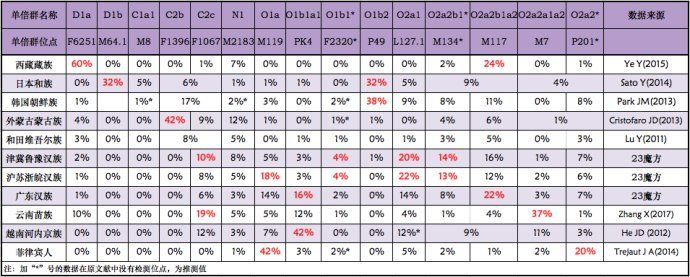 单倍群名称 D1a D1b C1a1 C2b C2c N1 O1a O1b1a1 O1b1* O1b2 O2a1 O2a2b1* O2a2b1a2 O2a2a1a2 O2a2* 数据来源
单倍群位点 F6251 M64.1 M8 F1396 F1067 M2183 M119 PK4 F2320* P49 L127.1 M134* M117 M7 P201*
西藏藏族 60% 0% 0% 0% 1% 7% 0% 0% 0% 0% 0% 2% 24% 0% 0% Ye Y(2015)
日本和族 0% 32% 5% 6% 1% 1% 0% 0% 32% 5% 9% 4% Sato Y(2014)
韩国朝鲜族 1% 1%* 17% 2%* 3% 0% 2%* 38% 9% 8% 11% 0% 8% Park JM(2013)
外蒙古蒙古族 4% 0% 0% 42% 9% 12% 0% 1%* 0% 1% 4% 2% 0% 2% Cristofaro JD(2013)
和田维吾尔族 0% 0% 3% 8% 5% 1% 1% 1% 3% 1% 1% 0% 1% Lu Y(2011)
津冀鲁豫汉族 2% 0% 0% 0% 10% 8% 5% 3% 4% 1% 20% 14% 16% 1% 7% 23魔方
沪苏浙皖汉族 1% 0% 0% 0% 6% 5% 18% 3% 4% 0% 22% 13% 12% 1% 6% 23魔方
广东汉族 1% 0% 0% 0% 6% 3% 14% 16% 2% 0% 14% 8% 22% 3% 7% 23魔方
云南苗族 10% 0% 0% 0% 19% 5% 5% 12% 1% 0% 4% 1% 4% 37% 2% Zhang X(2017)
越南河内京族 0% 0% 0% 0% 12% 3% 7% 42% 0% 0% 12%* 9% 11% 4% 3% He JD (2012)
菲律宾人 0% 0% 0% 0% 0% 1% 42% 0% 2%* 0% 5% 2% 1% 2% 20% Trejaut J A(2014)
注：加“*”号的数据在原文献中没有检测位点，为推测值